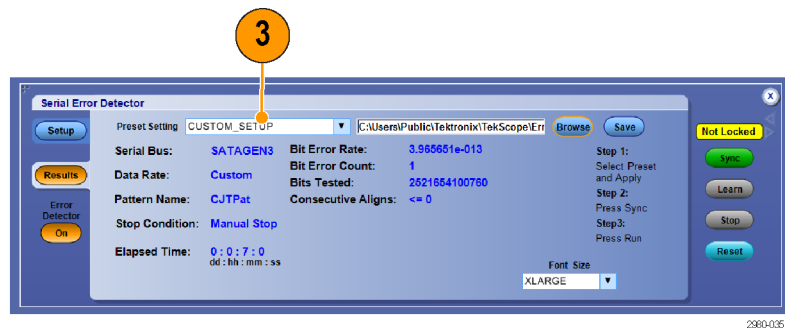 3
Serial Error Detector
X
Setup
Preset Setting CUSTOM_SETUP C:\Users\Public\Tektronix\TekScope\Err Browse Save
Not Locked
Serial Bus: SATAGEN3 Bit Error Rate: 3.965651e-013 Step 1:
Sync
Bit Error Count: 1 Select Preset
Results Data Rate: Custom and Apply
Bits Tested: 2521654100760
Learn
Error Pattern Name: CJTPat Consecutive Aligns: <= 0 Step 2:
Detector Press Sync
On Stop Condition: Manual Stop Step3: Stop
Press Run
Elapsed Time: 0 : 0 : 7 : 0 Reset
dd : hh : mm : ss
Font Size
XLARGE
2980-035